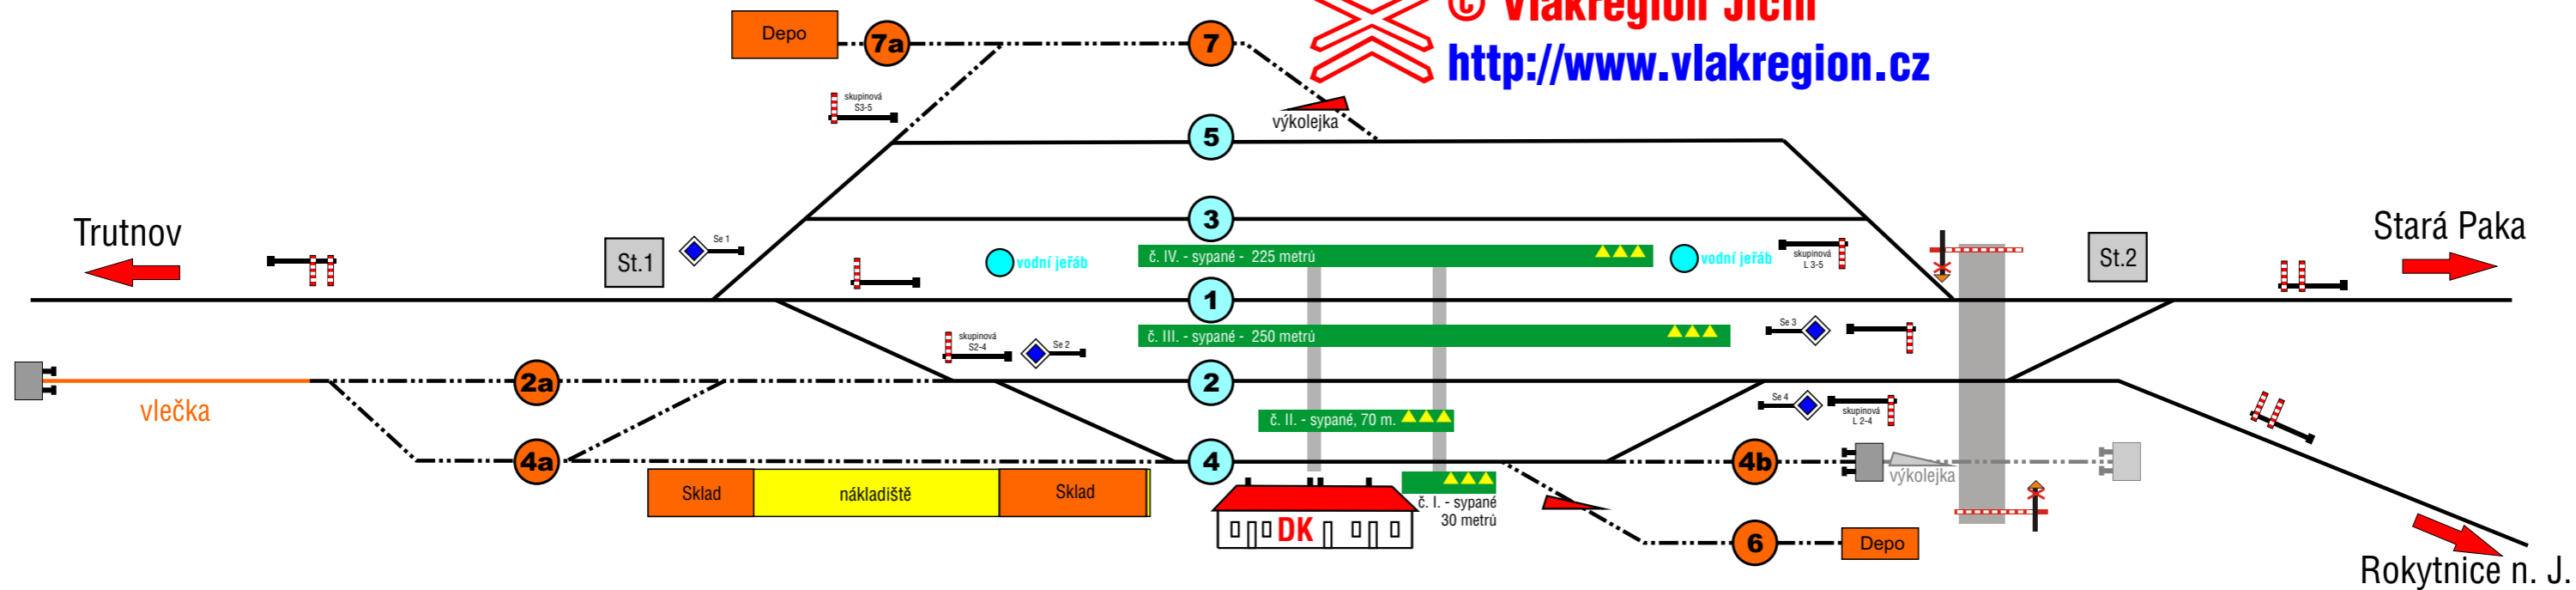 © Vlakregion Jičín
http://www.vlakregion.cz
Depo
7a
7
skupinová
S3-5
výkolejka
5
3
Trutnov
Stará Paka
St.1
Se 1
vodní jeřáb
č. IV. - sypané - 225 metrů
vodní jeřáb
skupinová
L 3-5
St.2
1
č. III. - sypané - 250 metrů
Se 3
skupinová
S2-4
Se 2
2a
2
vlečka
č. II. - sypané, 70 m.
Se 4
skupinová
L 2-4
4a
4
4b
výkolejka
Sklad
nákladiště
Sklad
č. I. - sypané
30 metrů
DK
6
Depo
Rokytnice n. J.